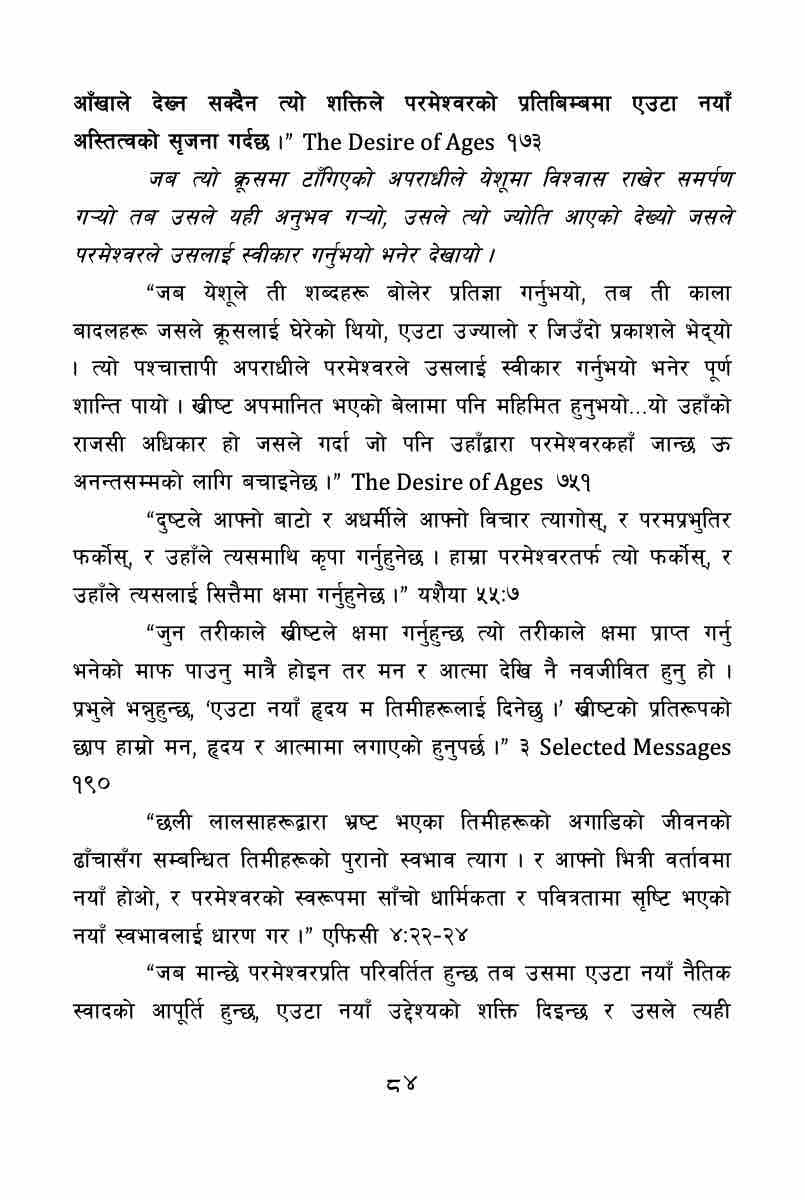 आँखाले देख्न सक्दैन त्यो शक्तिले परमेश्वरको प्रतिबिम्बमा एउटा नयाँ
अस्तित्वको सृजना गर्दछ ।” The Desire of Ages १७३
जब त्यो क्रूसमा टाँगिएको अपराधीले येशूमा विश्वास राखेर समर्पण
गऱ्यो तब उसले यही अनुभव गऱ्यो, उसले त्यो ज्योति आएको देख्यो जसले
परमेश्वरले उसलाई स्वीकार गर्नुभयो भनेर देखायो ।
“जब येशूले ती शब्दहरू बोलेर प्रतिज्ञा गर्नुभयो, तब ती काला
बादलहरू जसले क्रूसलाई घेरेको थियो, एउटा उज्यालो र जिउँदो प्रकाशले भेद्‌यो
। त्यो पश्चात्तापी अपराधीले परमेश्वरले उसलाई स्वीकार गर्नुभयो भनेर पूर्ण
शान्ति पायो । ख्रीष्ट अपमानित भएको बेलामा पनि महिमित हुनुभयो...यो उहाँको
राजसी अधिकार हो जसले गर्दा जो पनि उहाँद्वारा परमेश्वरकहाँ जान्छ ऊ
अनन्तसम्मको लागि बचाइनेछ ।” The Desire of Ages ७५१
“दुष्टले आफ्नो बाटो र अधर्मीले आफ्नो विचार त्यागोस्, र परमप्रभुतिर
फर्कोस्, र उहाँले त्यसमाथि कृपा गर्नुहुनेछ । हाम्रा परमेश्वरतर्फ त्यो फर्कोस्, र
उहाँले त्यसलाई सित्तैमा क्षमा गर्नुहुनेछ ।” यशैया ५५:७
“जुन तरीकाले ख्रीष्टले क्षमा गर्नुहुन्छ त्यो तरीकाले क्षमा प्राप्त गर्नु
भनेको माफ पाउनु मात्रै होइन तर मन र आत्मा देखि नै नवजीवित हुनु हो ।
प्रभुले भन्नुहुन्छ, ‘एउटा नयाँ हृदय म तिमीहरूलाई दिनेछु ।’ ख्रीष्टको प्रतिरूपको
छाप हाम्रो मन, हृदय र आत्मामा लगाएको हुनुपर्छ ।” ३ Selected Messages
१९०
“छली लालसाहरूद्वारा भ्रष्ट भएका तिमीहरूको अगाडिको जीवनको
ढाँचासँग सम्बन्धित तिमीहरूको पुरानो स्वभाव त्याग । र आफ्नो भित्री वर्तावमा
नयाँ होओ, र परमेश्वरको स्वरूपमा साँचो धार्मिकता र पवित्रतामा सृष्टि भएको
नयाँ स्वभावलाई धारण गर ।” एफिसी ४:२२-२४
“जब मान्छे परमेश्वरप्रति परिवर्तित हुन्छ तब उसमा एउटा नयाँ नैतिक
स्वादको आपूर्ति हुन्छ, एउटा नयाँ उद्देश्यको शक्ति दिइन्छ र उसले त्यही
८४